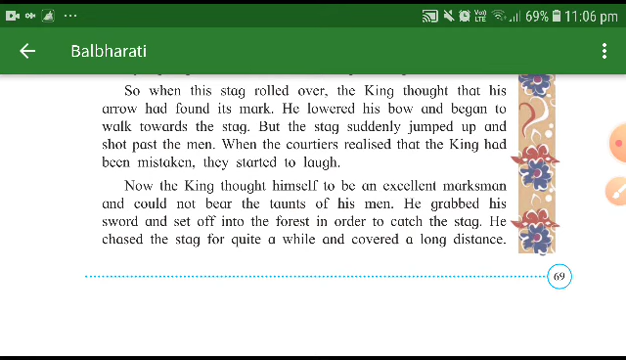 69% 11:06 pm
Balbharati
So when this stag rolled over, the King thought that his
arrow had found its mark. He lowered his bow and began to
walk towards the stag. But the stag suddenly jumped up and
shot past the men. When the courtiers realised that the King had
been mistaken, they started to laugh.
Now the King thought himself to be an excellent marksman
and could not bear the taunts of his men. He grabbed his
sword and set off into the forest in order to catch the stag. He
chased the stag for quite a while and covered a long distance.
69